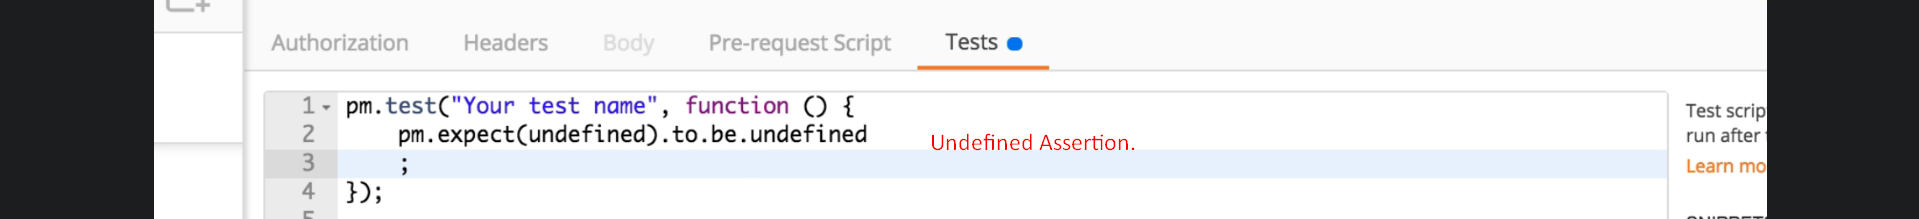 Authorization Headers Body Pre-request Script Tests
1 pm.test("Your test name", function () {
2 pm.expect(undefined).to.be.undefined
Undefined Assertion.
3 ;
4 });
Test scrip
run after
Learn mo